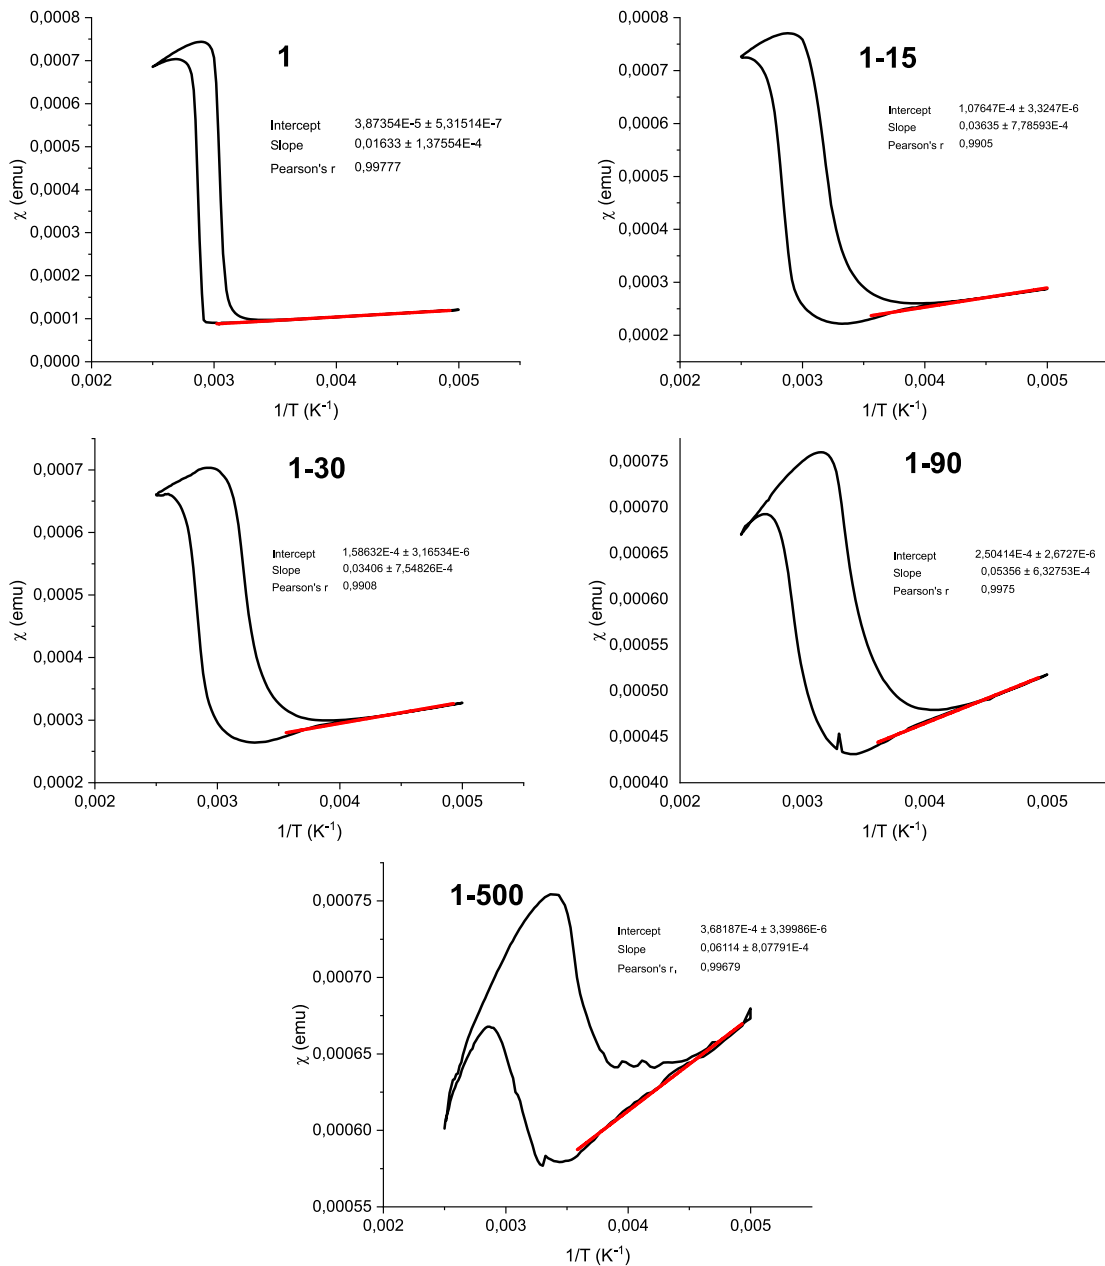 1
0,0008
0,0007
0,0006
0,0005
0,0004
0,0003
0,0002
0,0001
0,0000
χ (emu)
Intercept 3,87354E-5 ± 5,31514E-7
Slope 0,01633 ± 1,37554E-4
Pearson's r 0,99777
0,002 0,003 0,004 0,005
1/T (K⁻¹)
1-15
0,0008
0,0007
0,0006
0,0005
0,0004
0,0003
0,0002
χ (emu)
Intercept 1,07647E-4 ± 3,3247E-6
Slope 0,03635 ± 7,78593E-4
Pearson's r 0,9905
0,002 0,003 0,004 0,005
1/T (K⁻¹)
1-30
0,0007
0,0006
0,0005
0,0004
0,0003
0,0002
χ (emu)
Intercept 1,58632E-4 ± 3,16534E-6
Slope 0,03406 ± 7,54826E-4
Pearson's r 0,9908
0,002 0,003 0,004 0,005
1/T (K⁻¹)
1-90
0,00075
0,00070
0,00065
0,00060
0,00055
0,00050
0,00045
0,00040
χ (emu)
Intercept 2,50414E-4 ± 2,6727E-6
Slope 0,05356 ± 6,32753E-4
Pearson's r 0,9975
0,002 0,003 0,004 0,005
1/T (K⁻¹)
1-500
0,00075
0,00070
0,00065
0,00060
0,00055
χ (emu)
Intercept 3,68187E-4 ± 3,39986E-6
Slope 0,06114 ± 8,07791E-4
Pearson's r, 0,99679
0,002 0,003 0,004 0,005
1/T (K⁻¹)